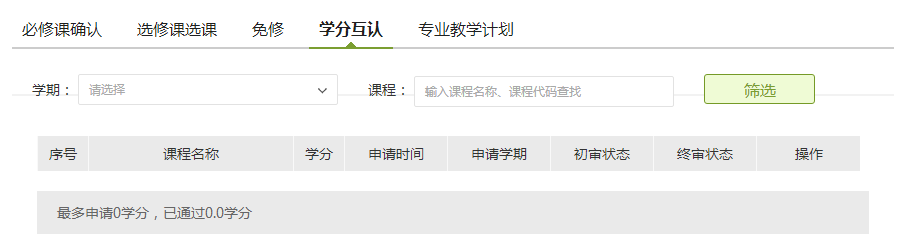 必修课确认 选修课选课 免修 学分互认 专业教学计划
学期： 请选择 课程： 输入课程名称、课程代码查找 筛选
序号 课程名称 学分 申请时间 申请学期 初审状态 终审状态 操作
最多申请0学分，已通过0.0学分